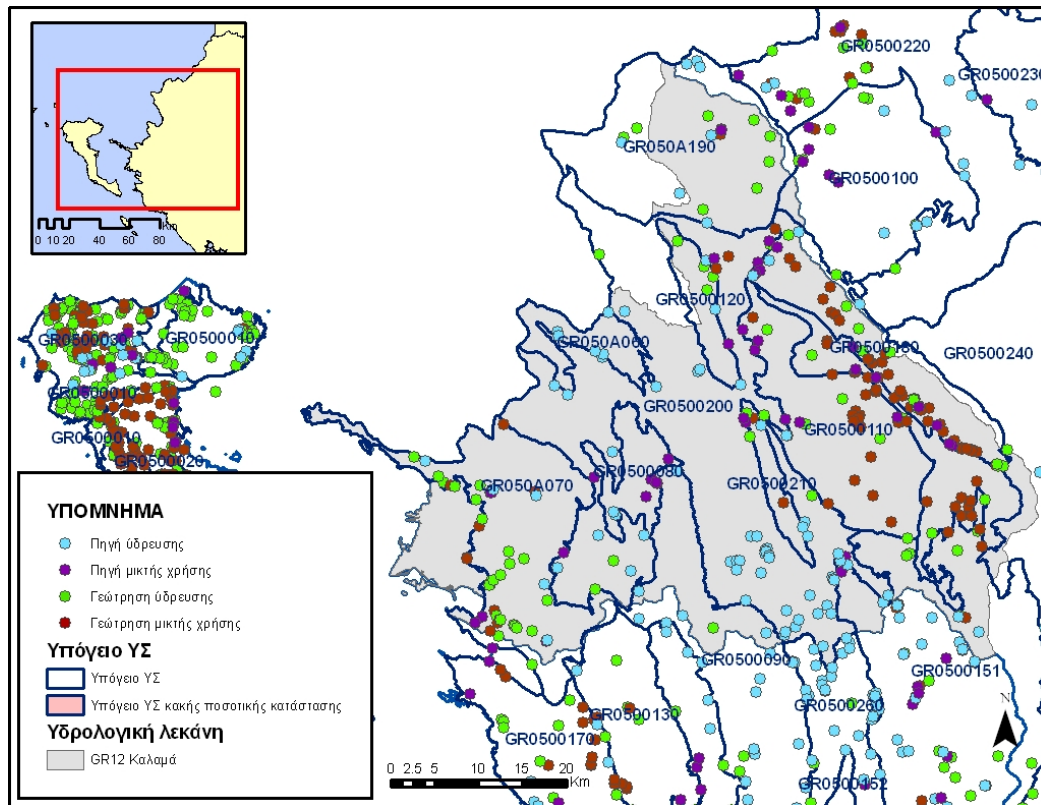 GR0500220
GR0500230
GR050A190
GR0500100
Km
0 10 20 40 60 80
GR0500120
GR0500030
GR0500010
GR050A060
GR0500180
GR0500240
GR0500010
GR0500200
GR0500110
GR0500010
GR0500020
GR050A070
GR0500080
GR0500210
ΥΠΟΜΝΗΜΑ
Πηγή ύδρευσης
Πηγή μικτής χρήσης
Γεώτρηση ύδρευσης
Γεώτρηση μικτής χρήσης
Υπόγειο ΥΣ
Υπόγειο ΥΣ
Υπόγειο ΥΣ κακής ποσοτικής κατάστασης
Υδρολογική λεκάνη
GR12 Καλαμά
GR0500090
GR0500151
GR0500260
GR0500130
GR0500170
N
0 2.5 5 10 15 20
Km
GR0500152